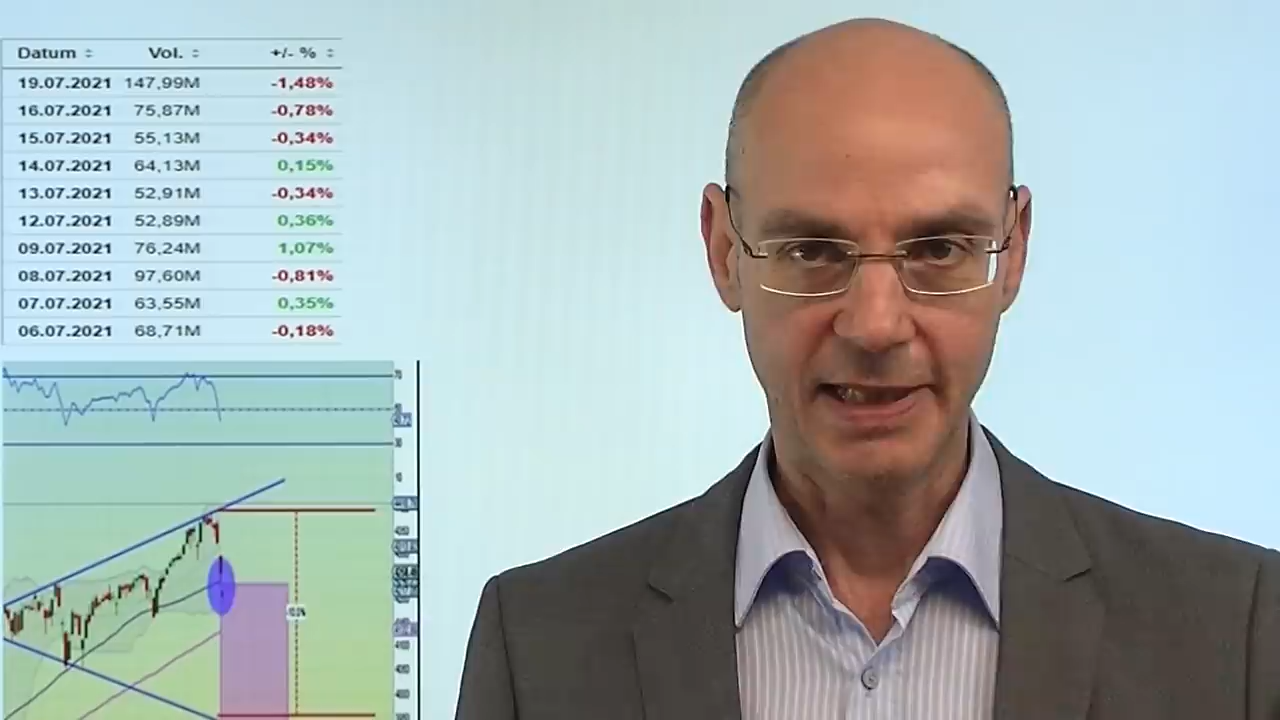 Datum Vol. +/- %
19.07.2021 147,99M -1,48%
16.07.2021 75,87M -0,78%
15.07.2021 55,13M -0,34%
14.07.2021 64,13M 0,15%
13.07.2021 52,91M -0,34%
12.07.2021 52,89M 0,36%
09.07.2021 76,24M 1,07%
08.07.2021 97,60M -0,81%
07.07.2021 63,55M 0,35%
06.07.2021 68,71M -0,18%
70
30
10